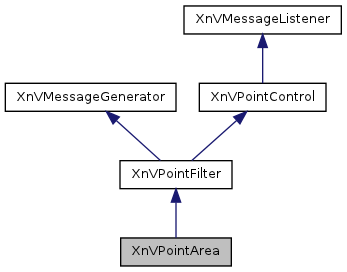 XnVMessageListener
XnVMessageGenerator
XnVPointControl
XnVPointFilter
XnVPointArea